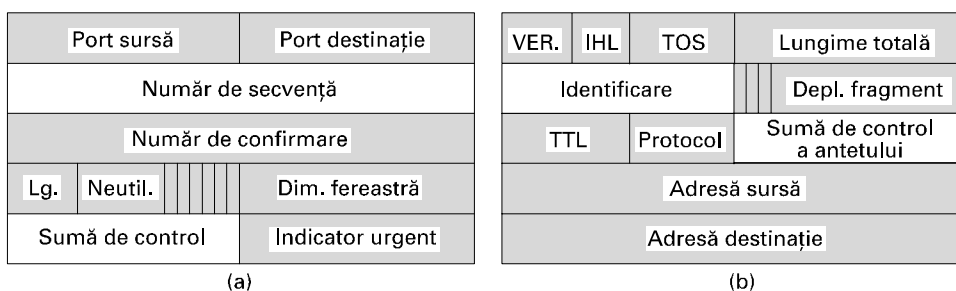 Port sursă
Port destinație
Număr de secvență
Număr de confirmare
Lg.
Neutil.
Dim. fereastră
Sumă de control
Indicator urgent
(a)
VER.
IHL
TOS
Lungime totală
Identificare
Depl. fragment
TTL
Protocol
Sumă de control
a antetului
Adresă sursă
Adresă destinație
(b)